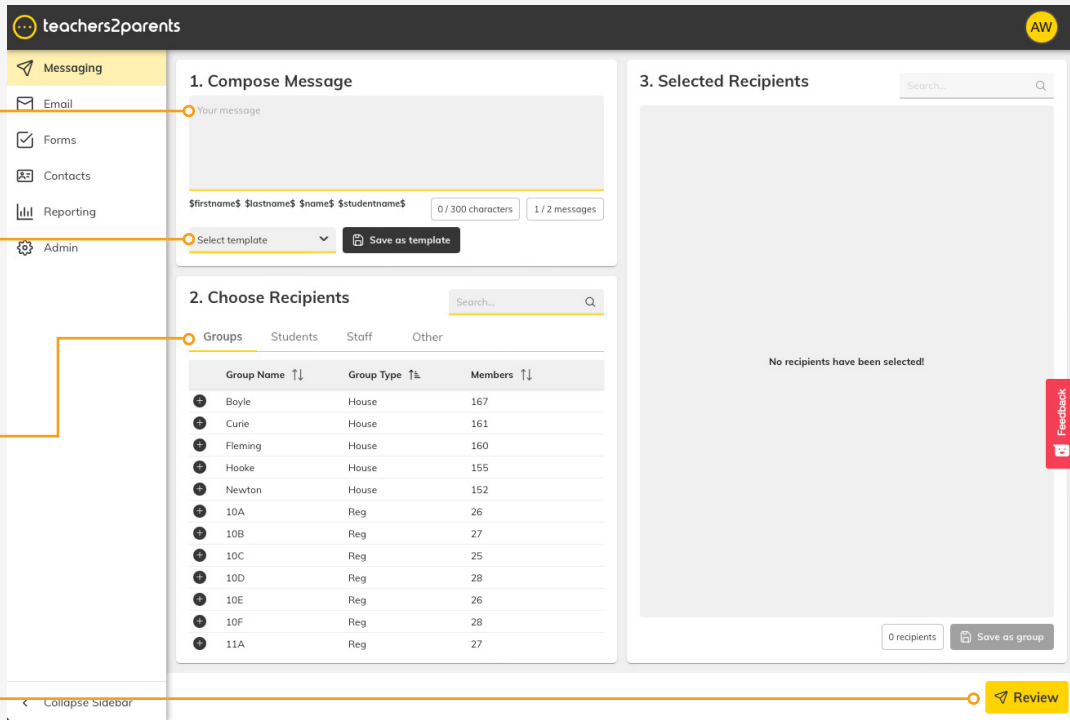 teachers2parents
AW
Messaging
Email
Forms
Contacts
Reporting
Admin
Collapse Sidebar
1. Compose Message
Your message
$firstname$ $lastname$ $name$ $studentname$
0 / 300 characters
1 / 2 messages
Select template
Save as template
2. Choose Recipients
Search...
Groups Students Staff Other
Group Name Group Type Members
Boyle House 167
Curie House 161
Fleming House 160
Hooke House 155
Newton House 152
10A Reg 26
10B Reg 27
10C Reg 25
10D Reg 28
10E Reg 26
10F Reg 28
11A Reg 27
3. Selected Recipients
Search...
No recipients have been selected!
0 recipients
Save as group
Feedback
Review